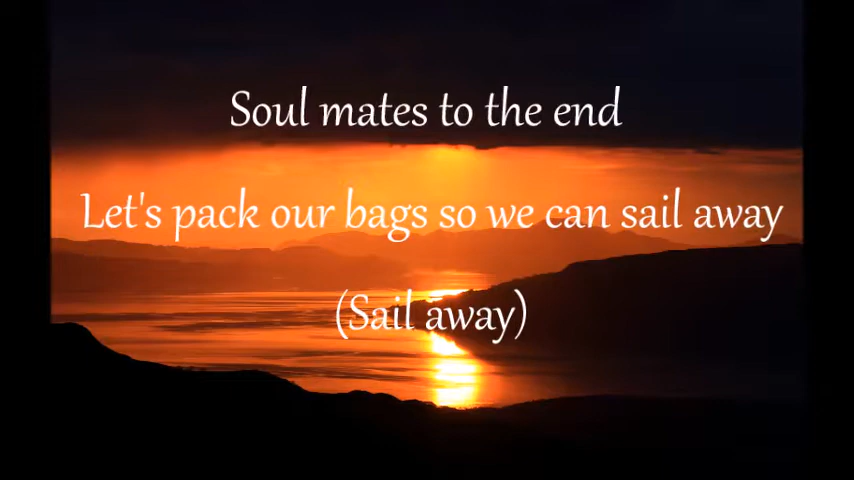 Soul mates to the end
Let's pack our bags so we can sail away
(Sail away)